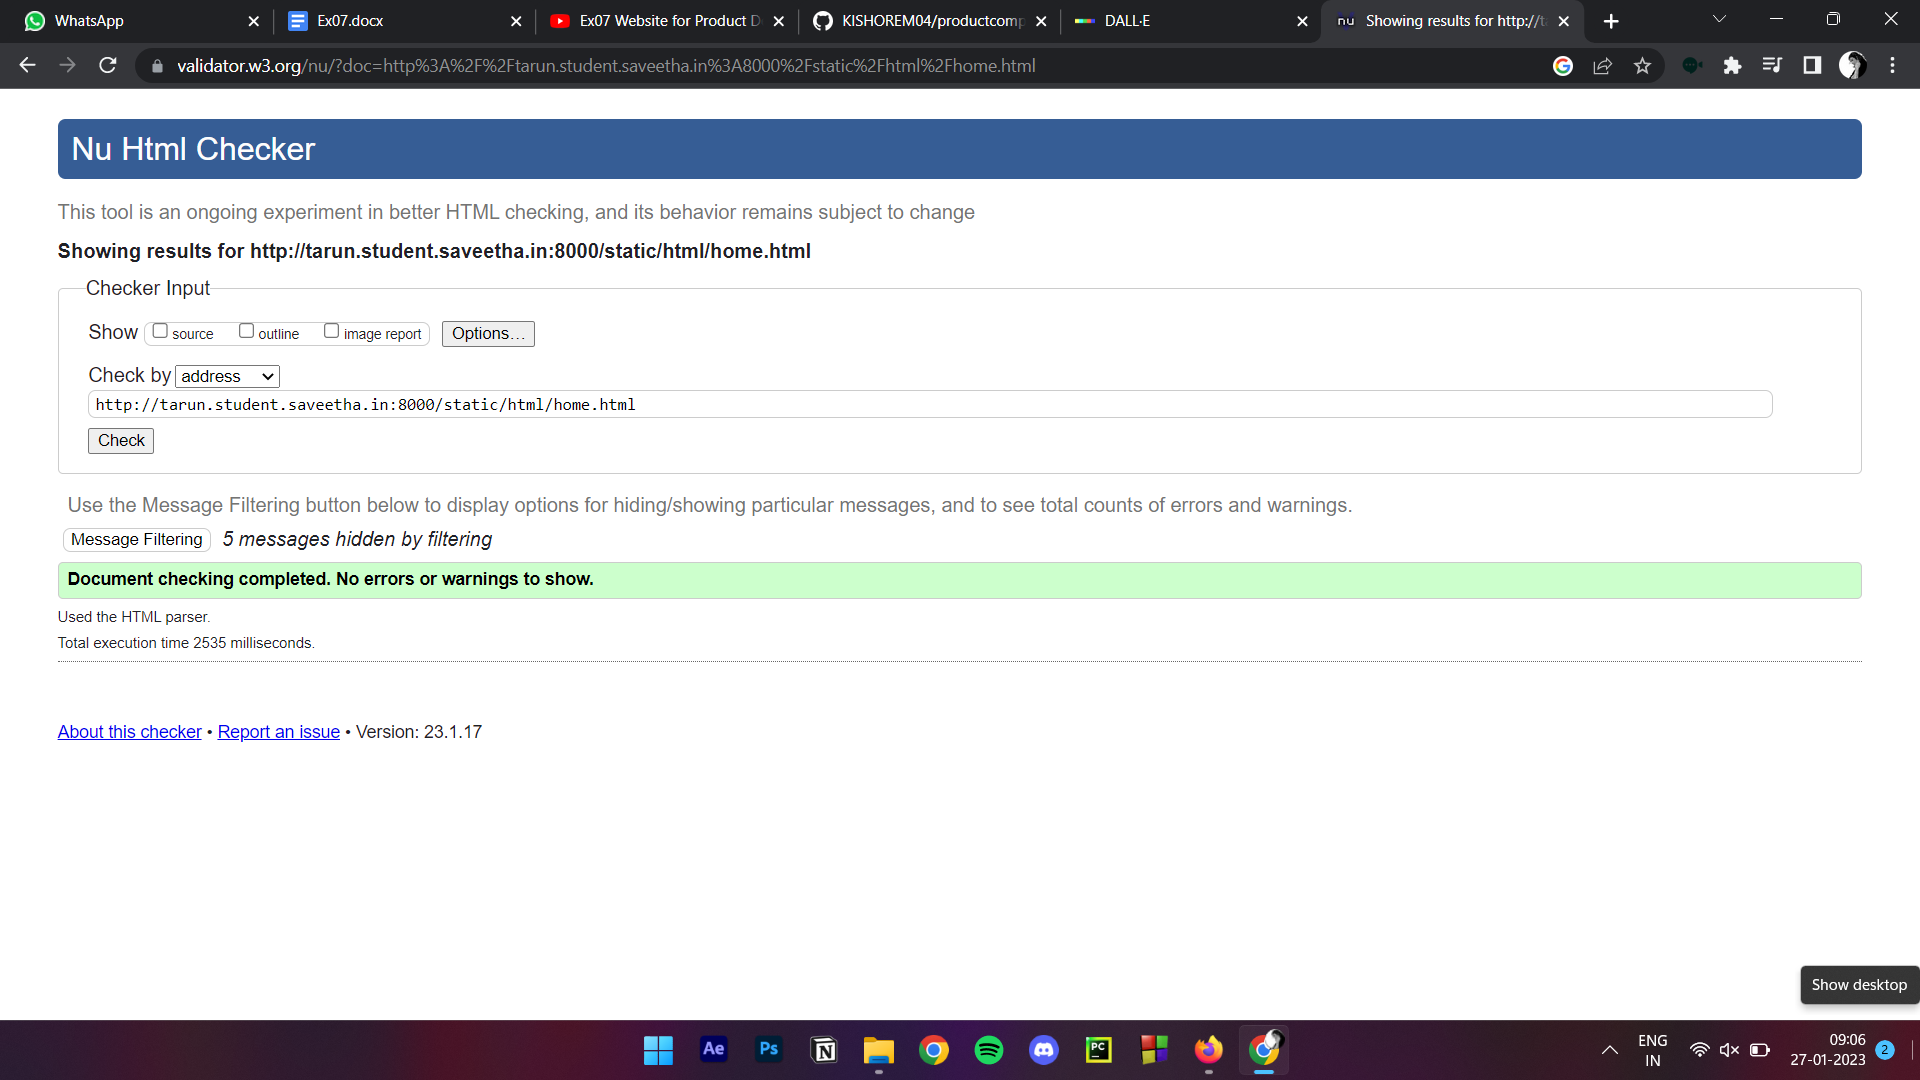 WhatsApp
Ex07.docx
Ex07 Website for Product D
KISHOREM04/productcomp
DALL·E
nu Showing results for http://ta
validator.w3.org/nu/?doc=http%3A%2F%2Ftarun.student.saveetha.in%3A8000%2Fstatic%2Fhtml%2Fhome.html
Nu Html Checker
This tool is an ongoing experiment in better HTML checking, and its behavior remains subject to change
Showing results for http://tarun.student.saveetha.in:8000/static/html/home.html
Checker Input
Show source outline image report Options...
Check by address
http://tarun.student.saveetha.in:8000/static/html/home.html
Check
Use the Message Filtering button below to display options for hiding/showing particular messages, and to see total counts of errors and warnings.
Message Filtering 5 messages hidden by filtering
Document checking completed. No errors or warnings to show.
Used the HTML parser.
Total execution time 2535 milliseconds.
About this checker • Report an issue • Version: 23.1.17
Show desktop
Ae
Ps
N
PC
ENG
IN
09:06
27-01-2023
2